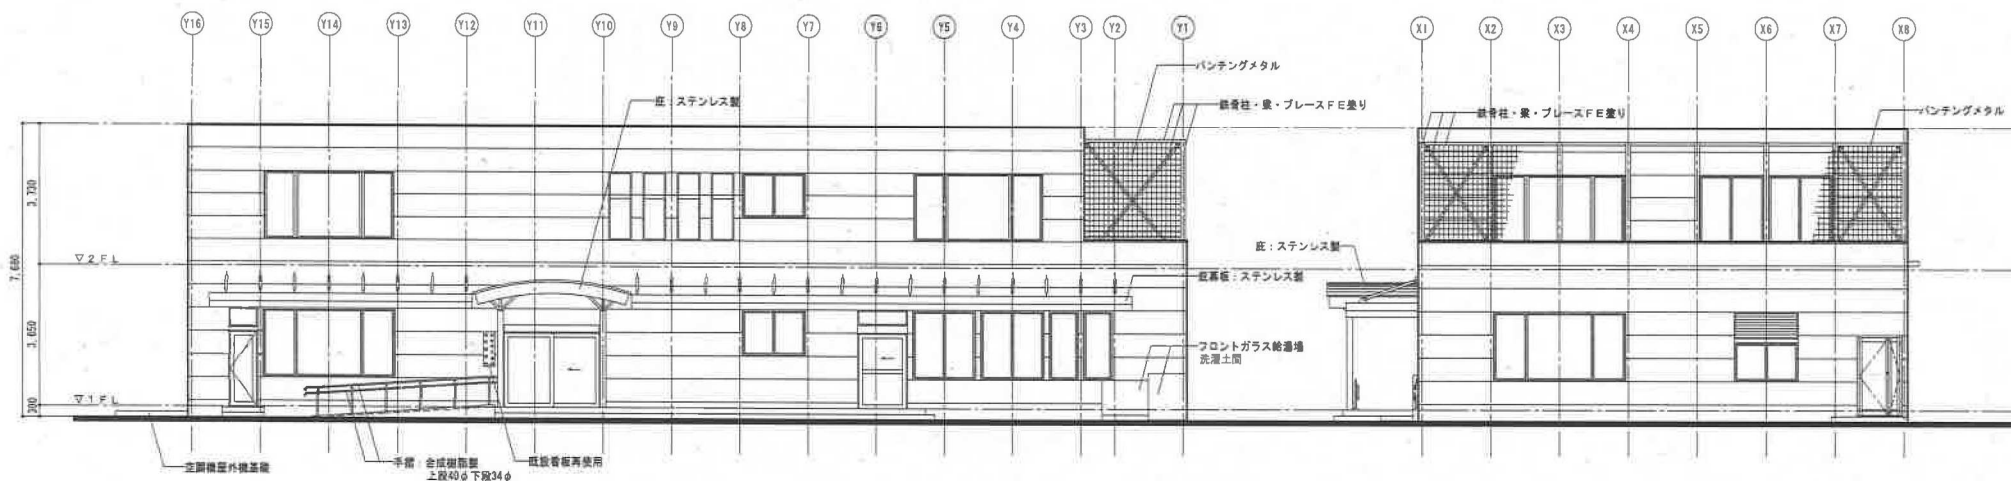 Y16 Y15 Y14 Y13 Y12 Y11 Y10 Y9 Y8 Y7 Y6 Y5 Y4 Y3 Y2 Y1 X1 X2 X3 X4 X5 X6 X7 X8
パンチングメタル
庇:ステンレス製
鉄骨柱・梁・ブレースFE塗り
鉄骨柱・梁・ブレースFE塗り
パンチングメタル
3,730
7,680
▽2FL
庇:ステンレス製
庇幕板:ステンレス製
3,650
フロントガラス給湯場
洗濯土間
300
▽1FL
空調機屋外機基礎
手摺:合成樹脂製
上段40φ下段34φ
既設看板再使用